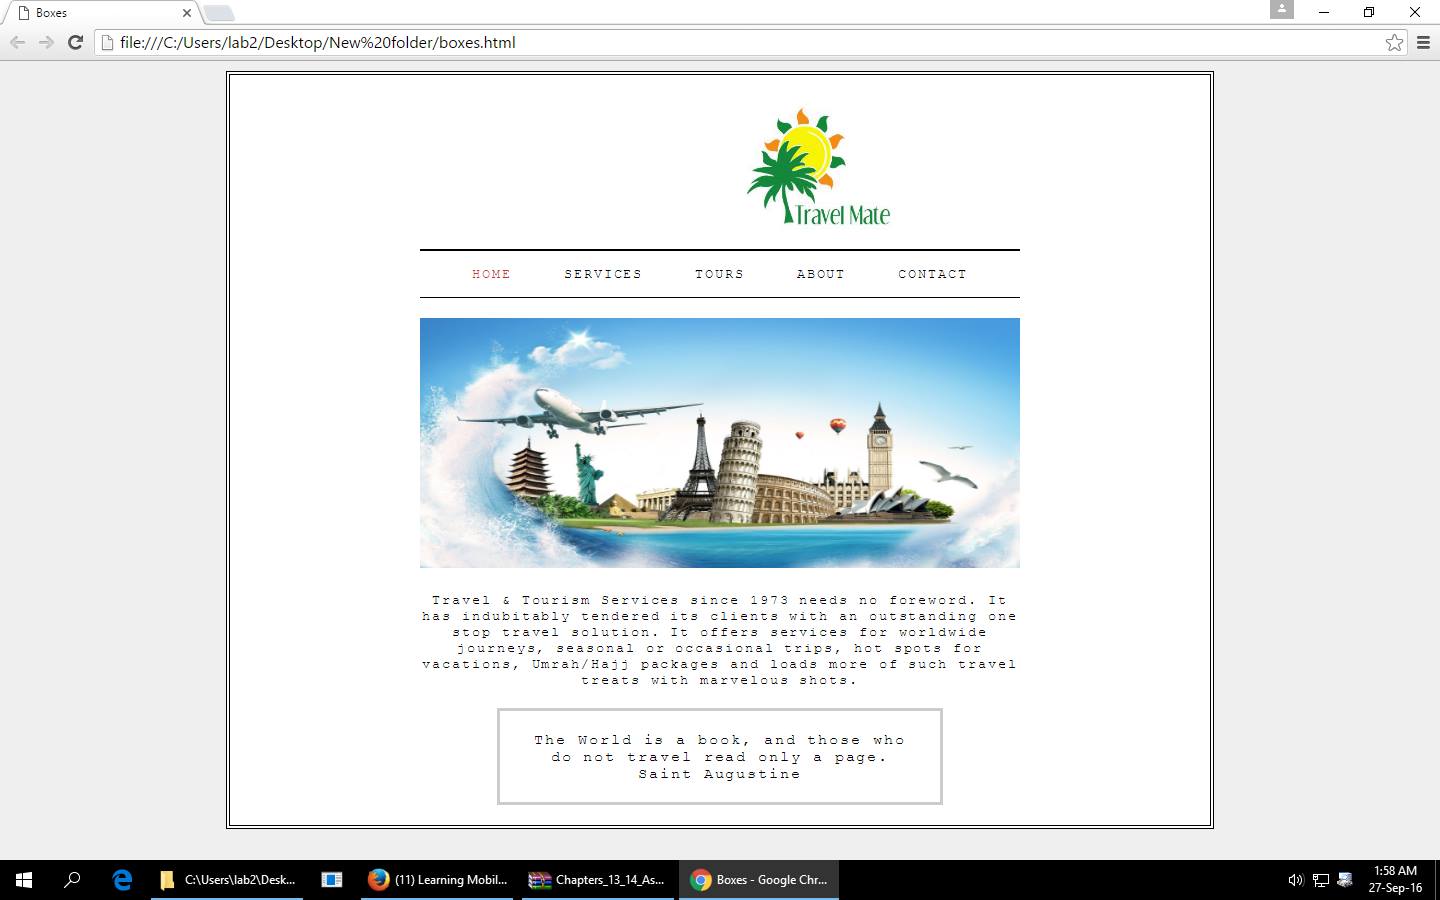 Boxes
file:///C:/Users/lab2/Desktop/New%20folder/boxes.html
Travel Mate
HOME SERVICES TOURS ABOUT CONTACT
Travel & Tourism Services since 1973 needs no foreword. It
has indubitably tendered its clients with an outstanding one
stop travel solution. It offers services for worldwide
journeys, seasonal or occasional trips, hot spots for
vacations, Umrah/Hajj packages and loads more of such travel
treats with marvelous shots.
The World is a book, and those who
do not travel read only a page.
Saint Augustine
C:\Users\lab2\Desk...
(11) Learning Mobil...
Chapters_13_14_As...
Boxes - Google Chr...
1:58 AM
27-Sep-16